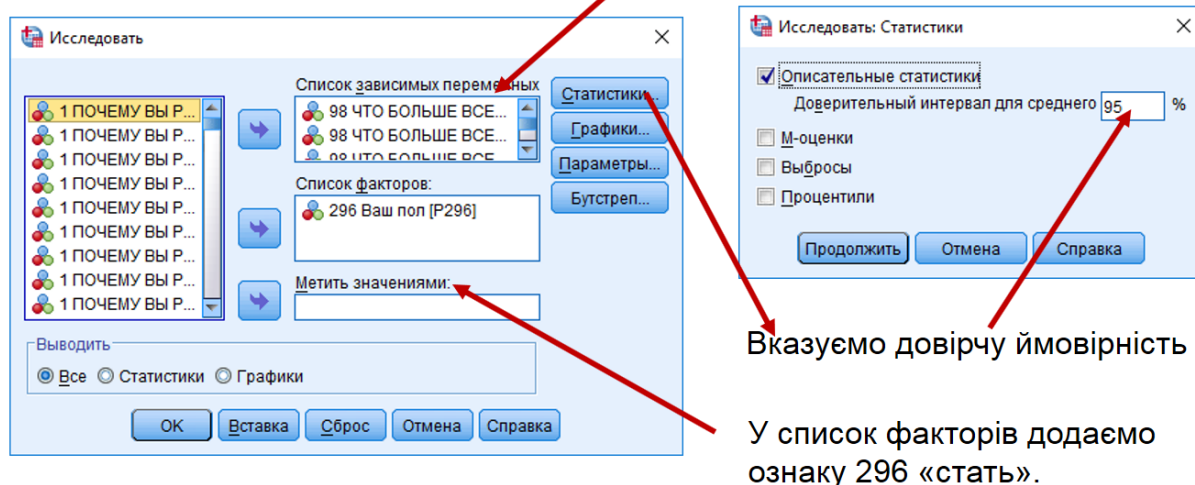 Исследовать
1 ПОЧЕМУ ВЫ Р...
1 ПОЧЕМУ ВЫ Р...
1 ПОЧЕМУ ВЫ Р...
1 ПОЧЕМУ ВЫ Р...
1 ПОЧЕМУ ВЫ Р...
1 ПОЧЕМУ ВЫ Р...
1 ПОЧЕМУ ВЫ Р...
1 ПОЧЕМУ ВЫ Р...
1 ПОЧЕМУ ВЫ Р...
Список зависимых переменных
98 ЧТО БОЛЬШЕ ВСЕ...
98 ЧТО БОЛЬШЕ ВСЕ...
98 ЧТО БОЛЬШЕ ВСЕ...
Список факторов:
296 Ваш пол [P296]
Метить значениями:
Статистики...
Графики...
Параметры...
Бутстреп...
Выводить
Все Статистики Графики
OK Вставка Сброс Отмена Справка
Исследовать: Статистики
Описательные статистики
Доверительный интервал для среднего 95 %
М-оценки
Выбросы
Процентили
Продолжить Отмена Справка
Вказуємо довірчу ймовірність
У список факторів додаємо
ознаку 296 «стать».